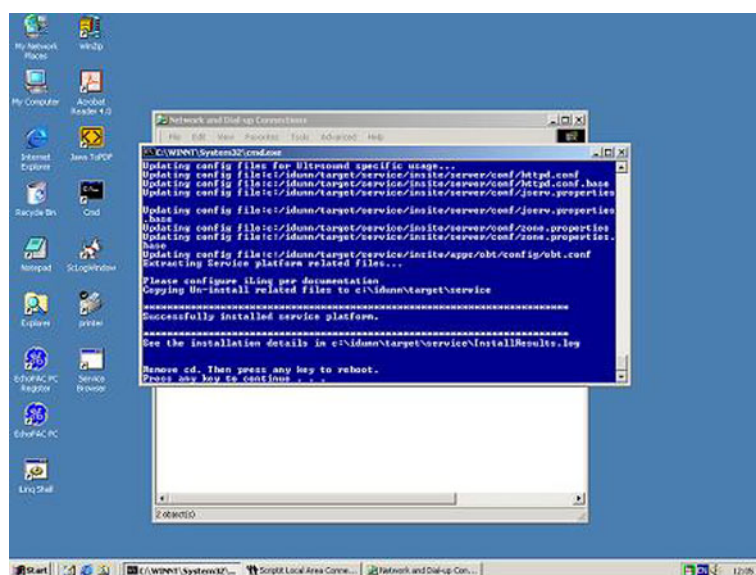 My Network
Places
WinZip
My Computer
Acrobat
Reader 4.0
Internet
Explorer
Java ToPDF
Recycle Bin
Cmd
Notepad
ScLogWindow
Explorer
printer
EchoPAC PC
Register
Service
Browser
EchoPAC PC
iLinq Shell
Network and Dial-up Connections
File Edit View Favorites Tools Advanced Help
C:\WINNT\System32\cmd.exe
Updating config files for Ultrasound specific usage...
Updating config file:c:/idunn/target/service/insite/server/conf/httpd.conf
Updating config file:c:/idunn/target/service/insite/server/conf/httpd.conf.base
Updating config file:c:/idunn/target/service/insite/server/conf/jserv.properties
Updating config file:c:/idunn/target/service/insite/server/conf/jserv.properties
.base
Updating config file:c:/idunn/target/service/insite/server/conf/zone.properties
Updating config file:c:/idunn/target/service/insite/server/conf/zone.properties.
base
Updating config file:c:/idunn/target/service/insite/apps/obt/config/obt.conf
Extracting Service platform related files...
Please configure iLinq per documentation
Copying Un-install related files to c:\idunn\target\service
Successfully installed service platform.
See the installation details in c:\idunn\target\service\InstallResults.log
Remove cd. Then press any key to reboot.
Press any key to continue . . .
2 object(s)
Start
C:\WINNT\System32\...
ScriptIt Local Area Conne...
Network and Dial-up Con...
EN